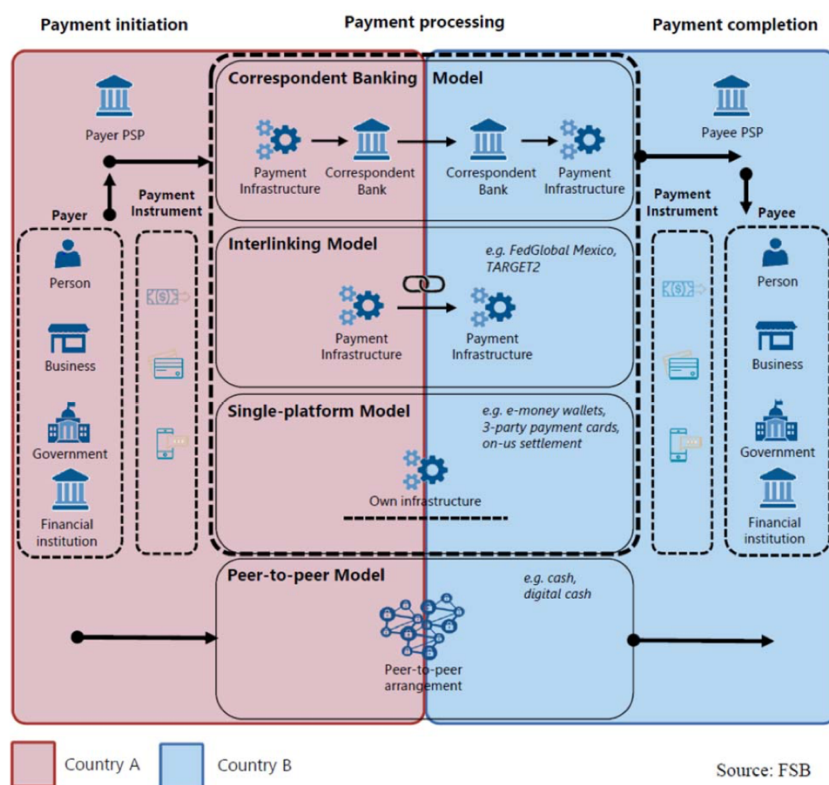 Payment initiation
Payment processing
Payment completion
Payer PSP
Correspondent Banking Model
Payment
Infrastructure
Correspondent
Bank
Correspondent
Bank
Payment
Infrastructure
Payee PSP
Payer
Payment
Instrument
Person
Business
Government
Financial
institution
Interlinking Model
e.g. FedGlobal Mexico,
TARGET2
Payment
Infrastructure
Payment
Infrastructure
Single-platform Model
e.g. e-money wallets,
3-party payment cards,
on-us settlement
Own infrastructure
Payment
Instrument
Payee
Person
Business
Government
Financial
institution
Peer-to-peer Model
e.g. cash,
digital cash
Peer-to-peer
arrangement
Country A
Country B
Source: FSB